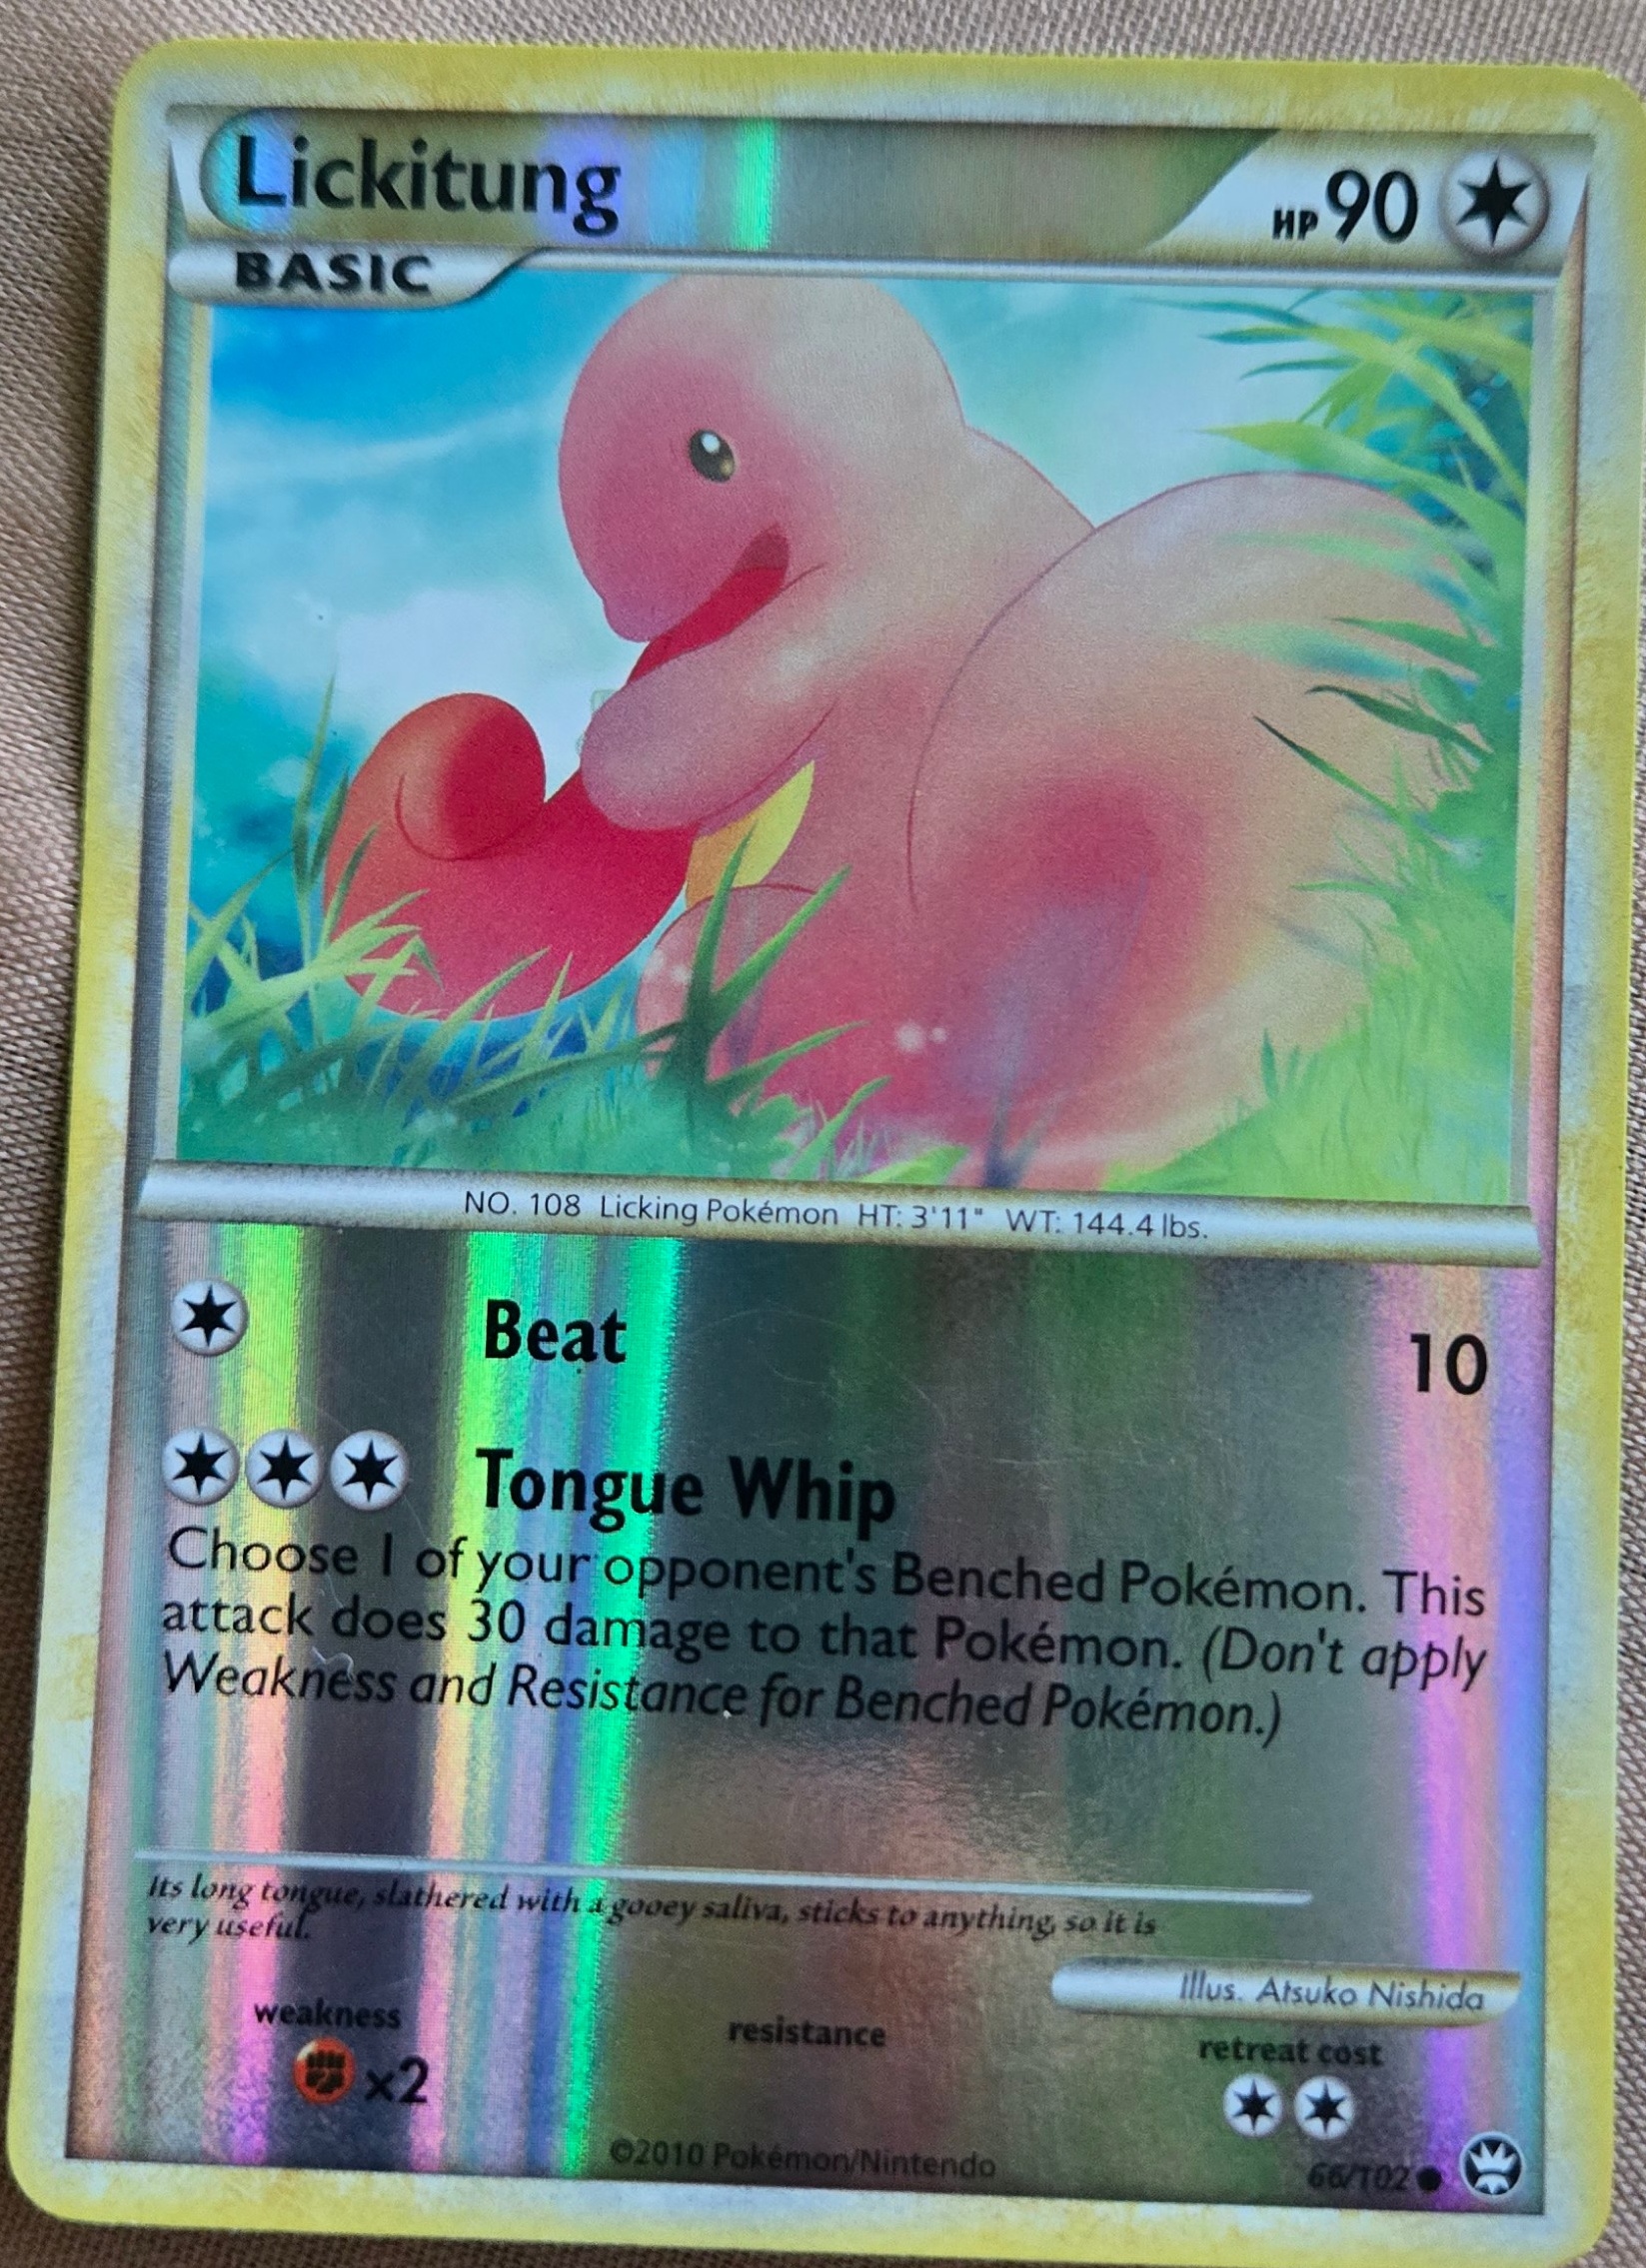 Lickitung
HP 90
BASIC
NO. 108 Licking Pokémon HT: 3'11" WT: 144.4 lbs.
Beat 10
Tongue Whip
Choose 1 of your opponent's Benched Pokémon. This
attack does 30 damage to that Pokémon. (Don't apply
Weakness and Resistance for Benched Pokémon.)
Its long tongue, slathered with a gooey saliva, sticks to anything, so it is
very useful.
Illus. Atsuko Nishida
weakness resistance retreat cost
x2
©2010 Pokémon/Nintendo
66/102